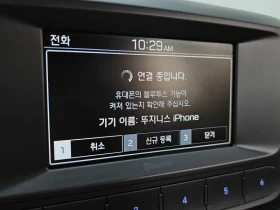 전화
10:29 AM
연결 중입니다.
휴대폰의 블루투스 기능이
켜져 있는지 확인해 주십시오.
기기 이름: 뚜지니스 iPhone
1 취소 2 신규 등록 3 닫기